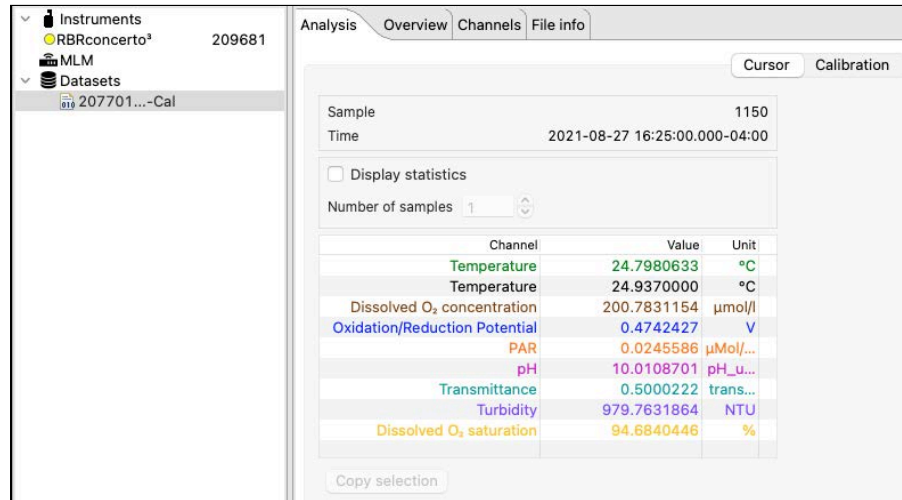 Instruments
RBRconcerto³ 209681
MLM
Datasets
207701...-Cal
Analysis Overview Channels File info
Cursor Calibration
Sample 1150
Time 2021-08-27 16:25:00.000-04:00
Display statistics
Number of samples 1
Channel Value Unit
Temperature 24.7980633 °C
Temperature 24.9370000 °C
Dissolved O₂ concentration 200.7831154 µmol/l
Oxidation/Reduction Potential 0.4742427 V
PAR 0.0245586 µMol/...
pH 10.0108701 pH_u...
Transmittance 0.5000222 trans...
Turbidity 979.7631864 NTU
Dissolved O₂ saturation 94.6840446 %
Copy selection